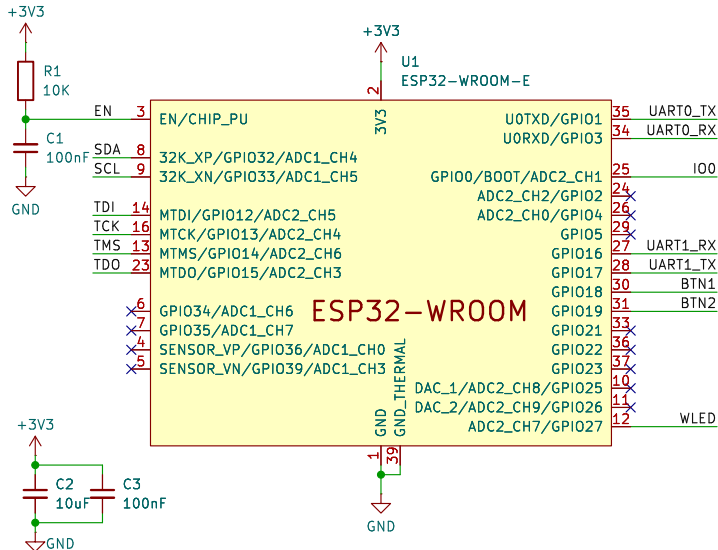 +3V3
R1
10K
EN
C1
100nF
GND
+3V3
U1
ESP32-WROOM-E
2
3V3
3 EN/CHIP_PU
SDA 8 32K_XP/GPIO32/ADC1_CH4
SCL 9 32K_XN/GPIO33/ADC1_CH5
TDI 14 MTDI/GPIO12/ADC2_CH5
TCK 16 MTCK/GPIO13/ADC2_CH4
TMS 13 MTMS/GPIO14/ADC2_CH6
TDO 23 MTDO/GPIO15/ADC2_CH3
6 GPIO34/ADC1_CH6
7 GPIO35/ADC1_CH7
4 SENSOR_VP/GPIO36/ADC1_CH0
5 SENSOR_VN/GPIO39/ADC1_CH3
ESP32-WROOM
U0TXD/GPIO1 35 UART0_TX
U0RXD/GPIO3 34 UART0_RX
GPIO0/BOOT/ADC2_CH1 25 IO0
ADC2_CH2/GPIO2 24
ADC2_CH0/GPIO4 26
GPIO5 29
GPIO16 27 UART1_RX
GPIO17 28 UART1_TX
GPIO18 30 BTN1
GPIO19 31 BTN2
GPIO21 33
GPIO22 36
GPIO23 37
DAC_1/ADC2_CH8/GPIO25 10
DAC_2/ADC2_CH9/GPIO26 11
ADC2_CH7/GPIO27 12 WLED
GND
GND_THERMAL
1
39
GND
+3V3
C2
10uF
C3
100nF
GND